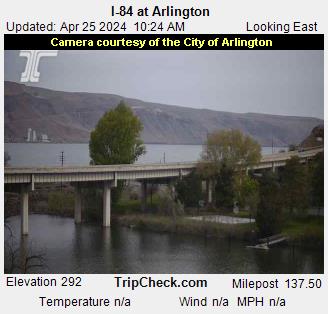 I-84 at Arlington
Updated: Apr 25 2024 10:24 AM Looking East
Camera courtesy of the City of Arlington
Elevation 292 TripCheck.com Milepost 137.50
Temperature n/a Wind n/a MPH n/a